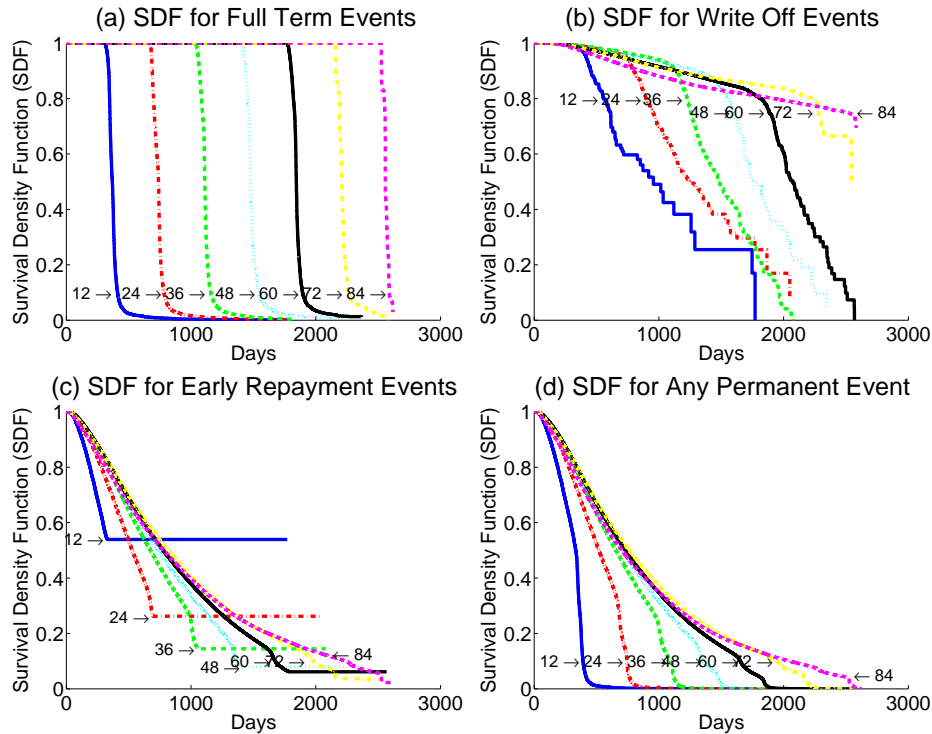 (a) SDF for Full Term Events
Survival Density Function (SDF)
1
0.8
0.6
0.4
0.2
0
12 → 24 → 36 → 48 → 60 → 72 → 84 →
0 1000 2000 3000
Days
(b) SDF for Write Off Events
Survival Density Function (SDF)
1
0.8
0.6
0.4
0.2
0
12 → 24 → 36 →
48 → 60 → 72 → ← 84
0 1000 2000 3000
Days
(c) SDF for Early Repayment Events
Survival Density Function (SDF)
1
0.8
0.6
0.4
0.2
0
12 →
24 →
36 →
48 → 60 → 72 → ← 84
0 1000 2000 3000
Days
(d) SDF for Any Permanent Event
Survival Density Function (SDF)
1
0.8
0.6
0.4
0.2
0
12 → 24 → 36 → 48 → 60 → 72 →
← 84
0 1000 2000 3000
Days